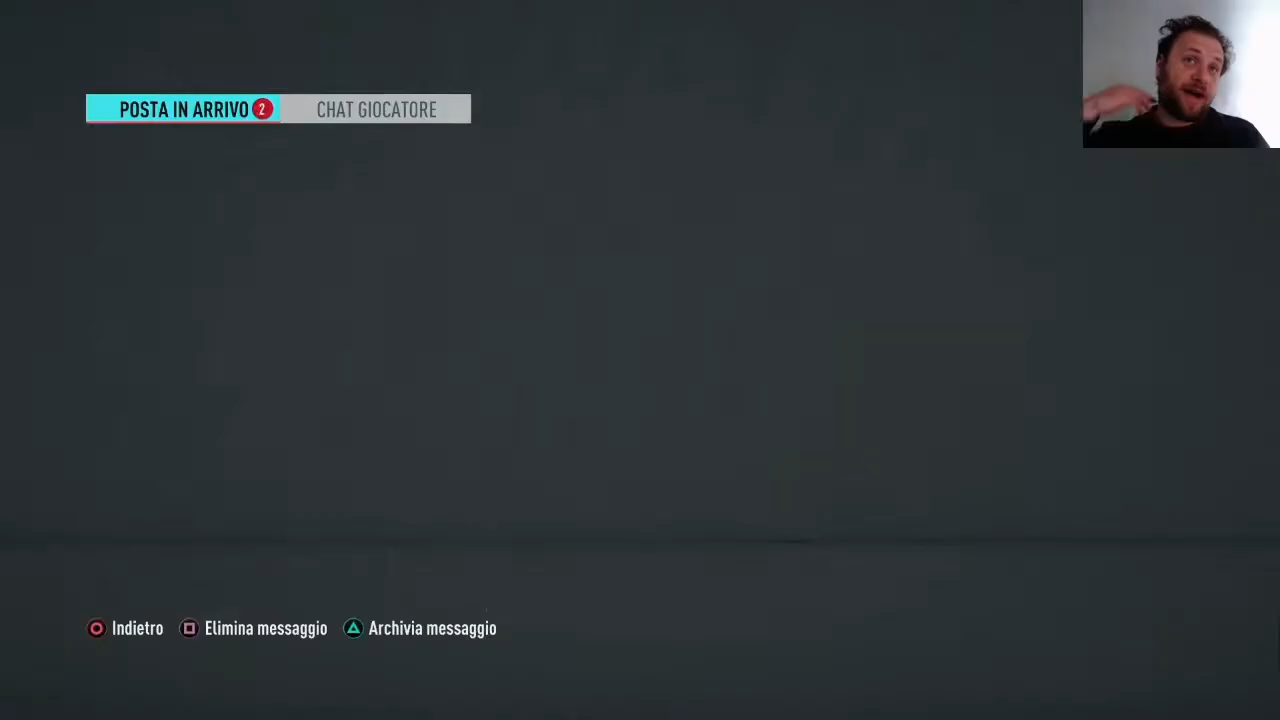 POSTA IN ARRIVO 2 CHAT GIOCATORE
Indietro Elimina messaggio Archivia messaggio